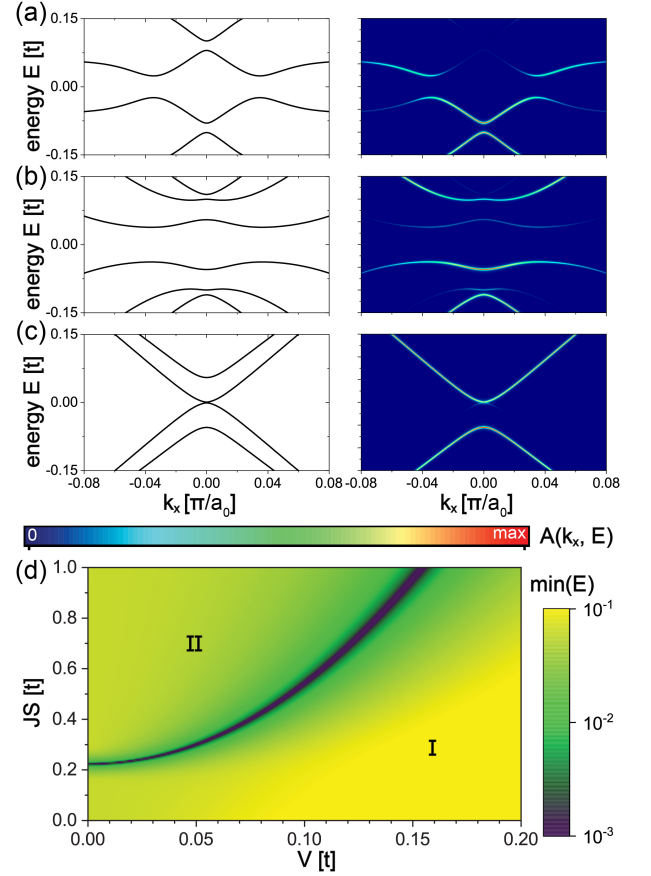 (a)
0.15
0.00
-0.15
energy E [t]
(b)
0.15
0.00
-0.15
energy E [t]
(c)
0.15
0.00
-0.15
energy E [t]
-0.08 -0.04 0.00 0.04 0.08
kₓ [π/a₀]
-0.08 -0.04 0.00 0.04 0.08
kₓ [π/a₀]
0 max A(kₓ, E)
(d)
1.0
0.8
0.6
0.4
0.2
0.0
JS [t]
II
I
0.00 0.05 0.10 0.15 0.20
V [t]
min(E)
10⁻¹
10⁻²
10⁻³